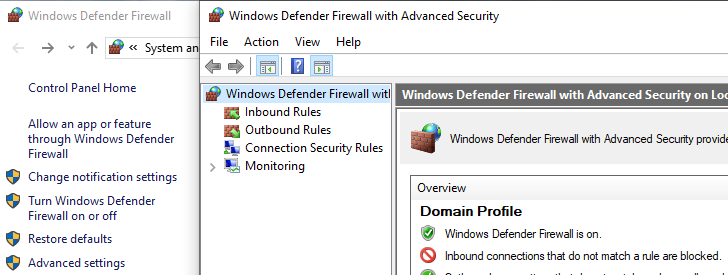 Windows Defender Firewall
System an
Control Panel Home
Allow an app or feature
through Windows Defender
Firewall
Change notification settings
Turn Windows Defender
Firewall on or off
Restore defaults
Advanced settings
Windows Defender Firewall with Advanced Security
File Action View Help
Windows Defender Firewall wit
Inbound Rules
Outbound Rules
Connection Security Rules
Monitoring
Windows Defender Firewall with Advanced Security on Loc
Windows Defender Firewall with Advanced Security provide
Overview
Domain Profile
Windows Defender Firewall is on.
Inbound connections that do not match a rule are blocked.